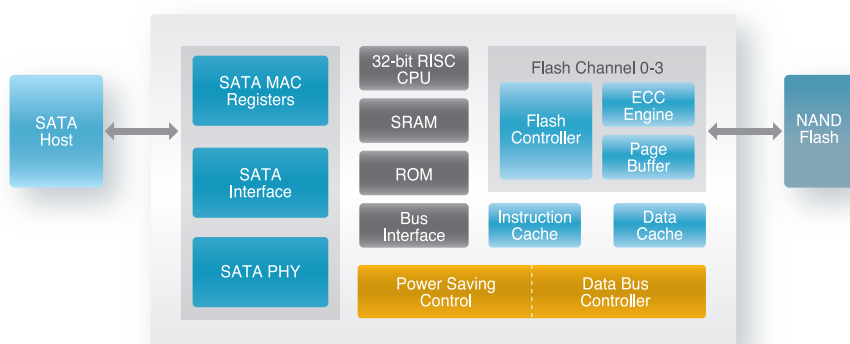 SATA
Host
SATA MAC
Registers
SATA
Interface
SATA PHY
32-bit RISC
CPU
SRAM
ROM
Bus
Interface
Flash Channel 0-3
Flash
Controller
ECC
Engine
Page
Buffer
Instruction
Cache
Data
Cache
Power Saving
Control
Data Bus
Controller
NAND
Flash